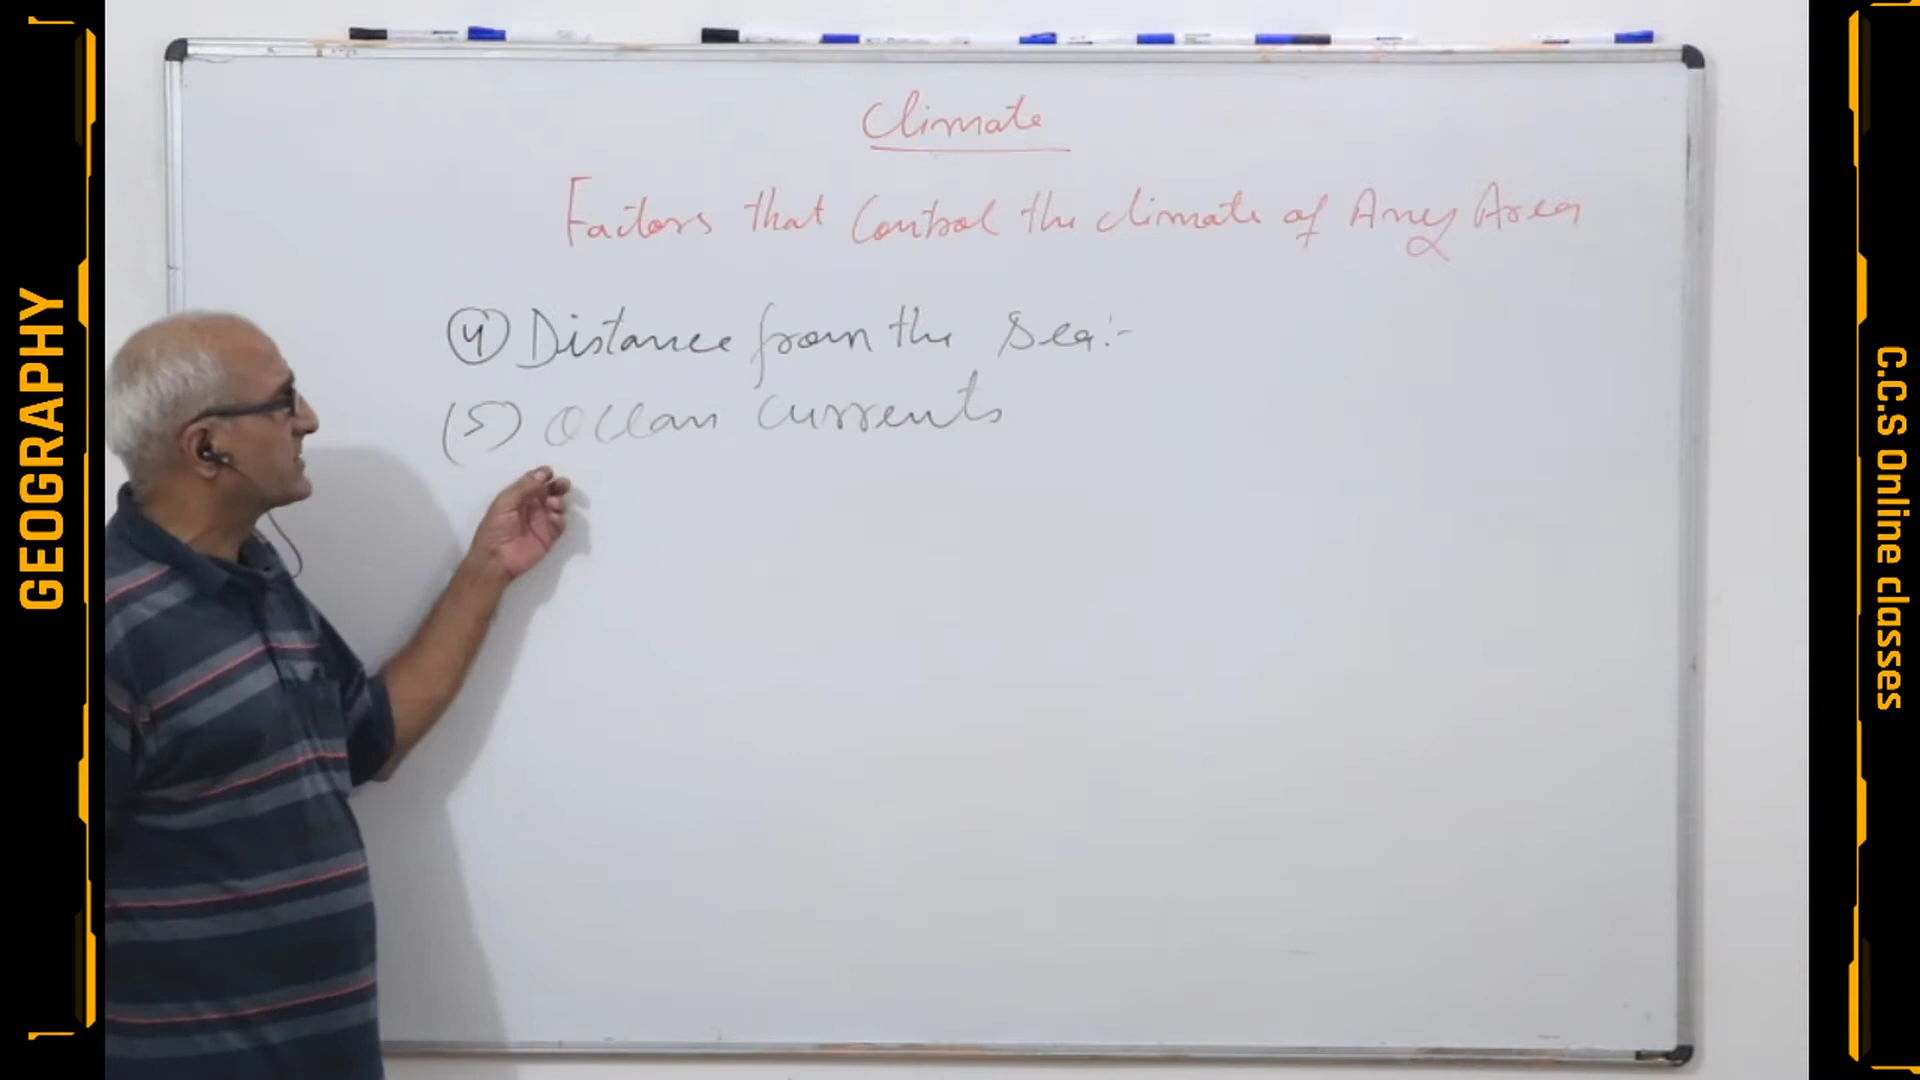 Climate
Factors that Control the climate of Any Area
(4) Distance from the Sea:-
(5) Ocean Currents
GEOGRAPHY
C.C.S Online classes